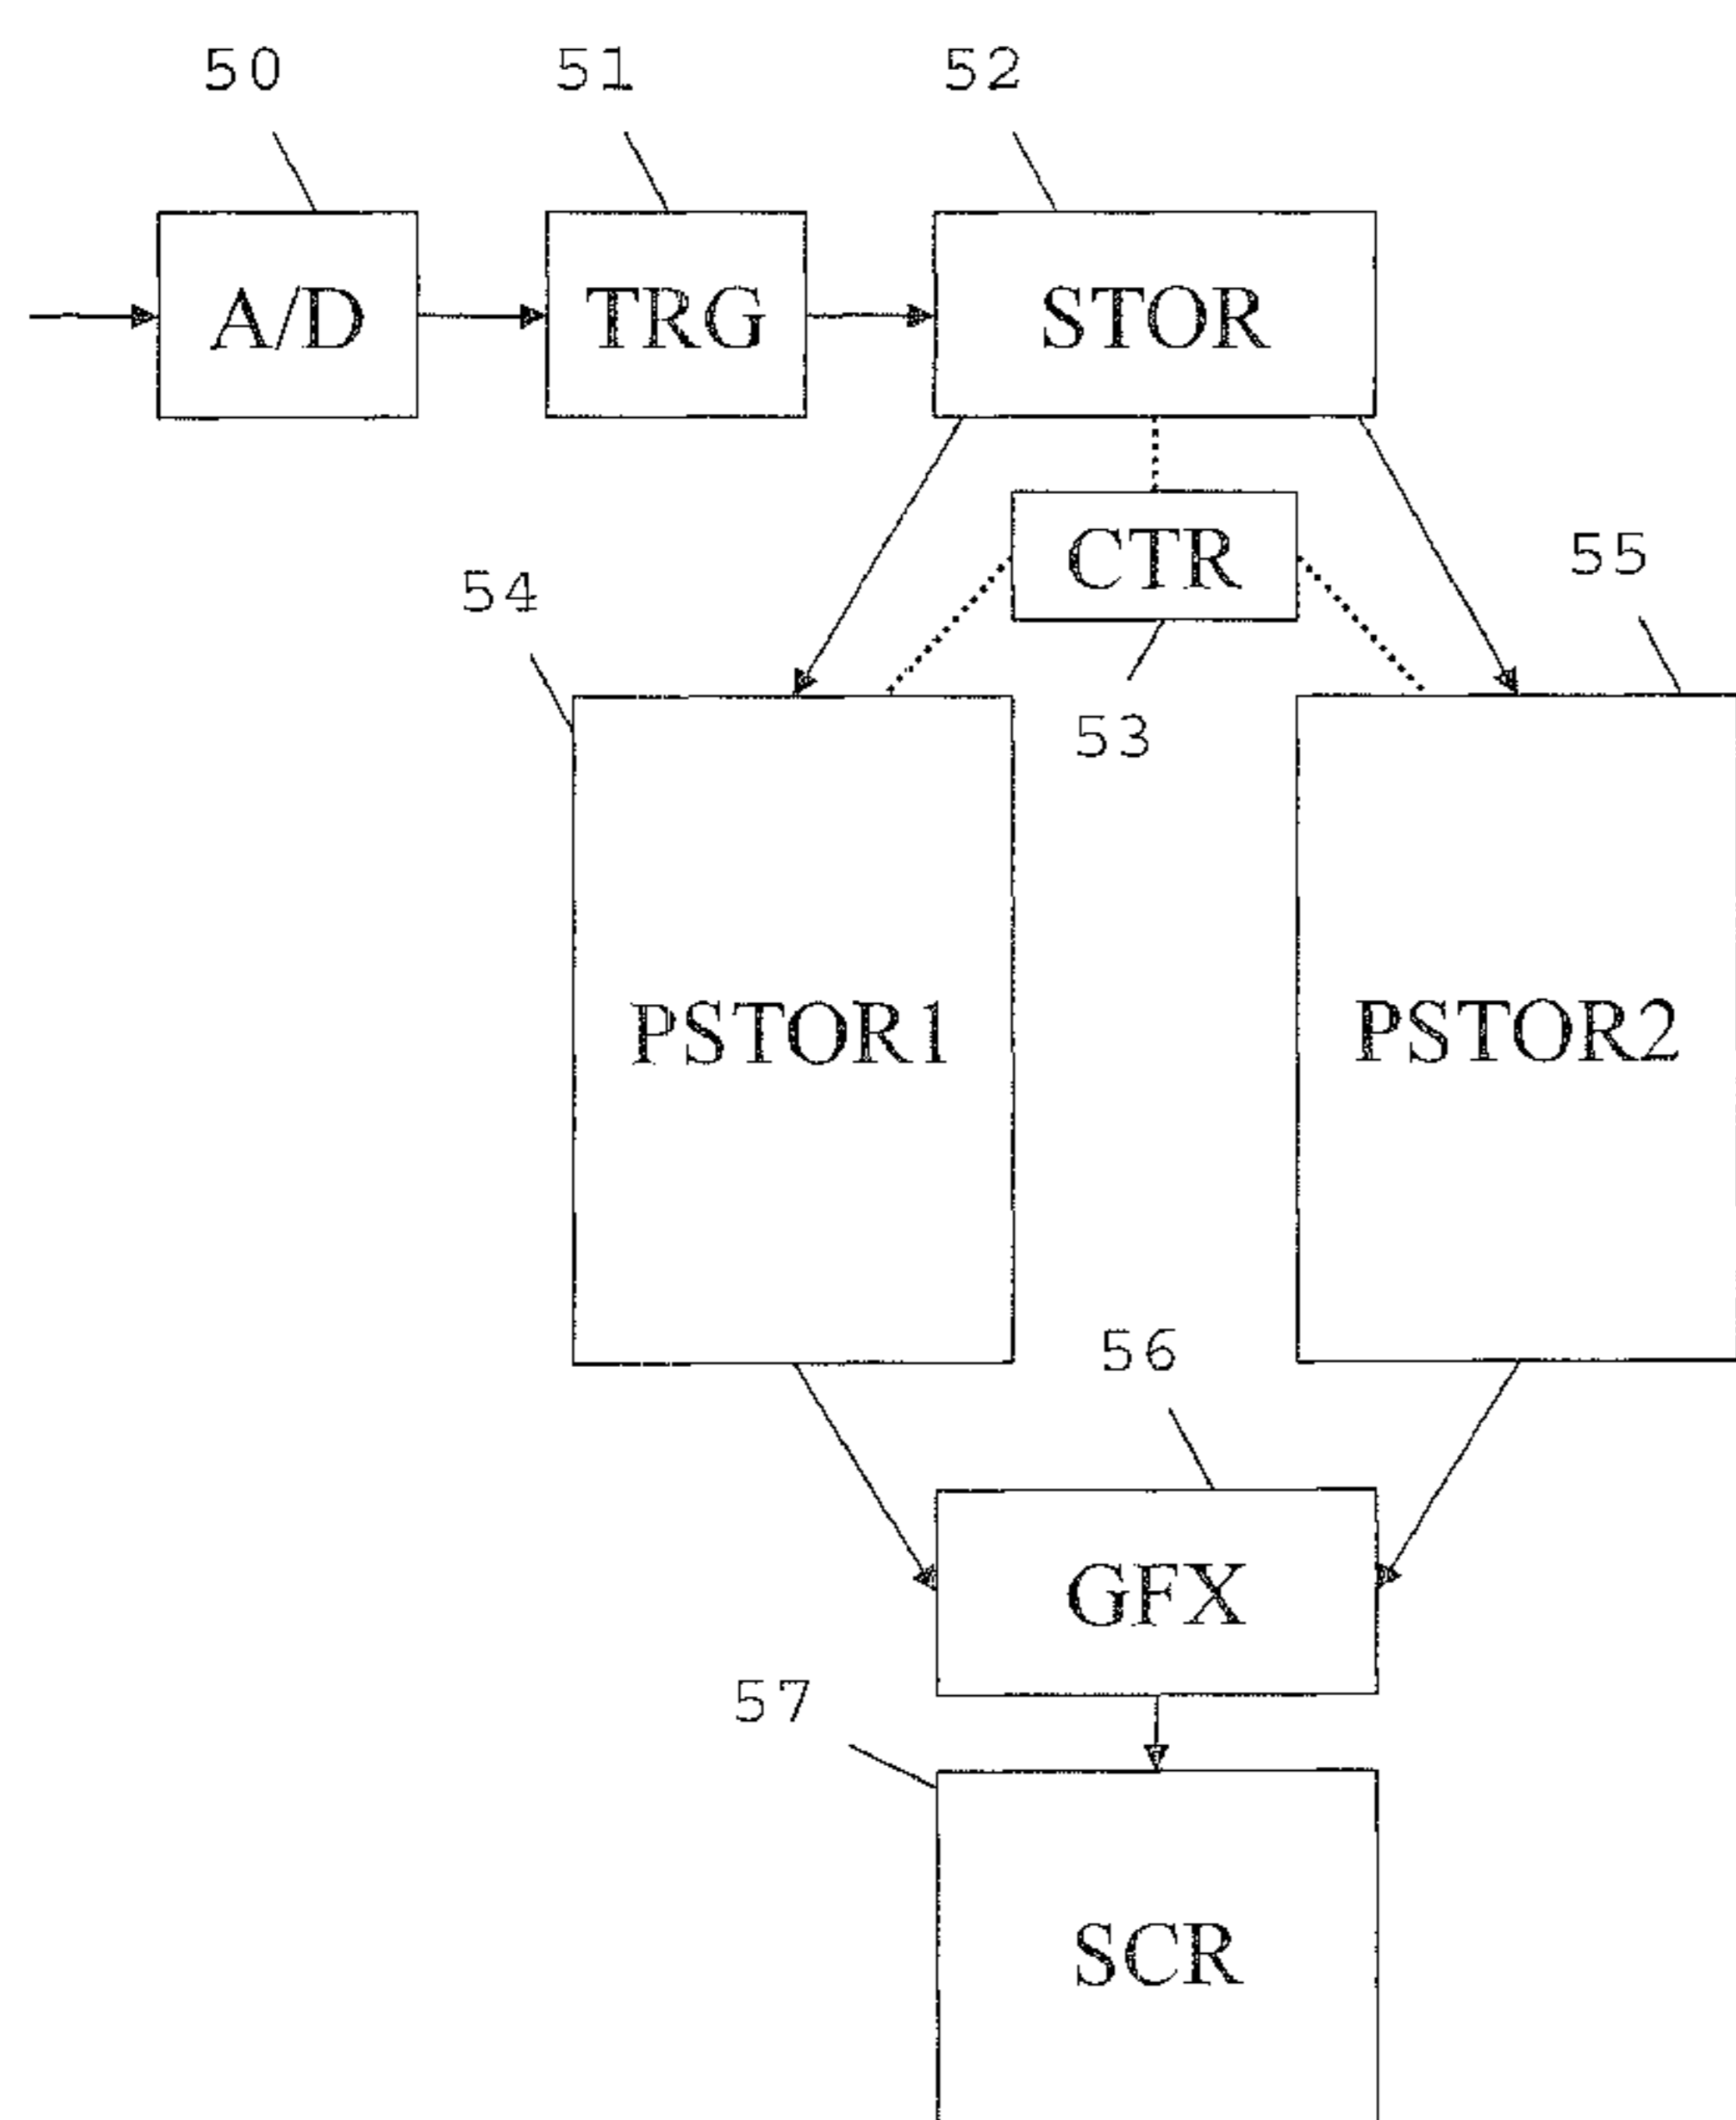 50 51 52
A/D TRG STOR
CTR
55
54
53
PSTOR1 PSTOR2
56
GFX
57
SCR